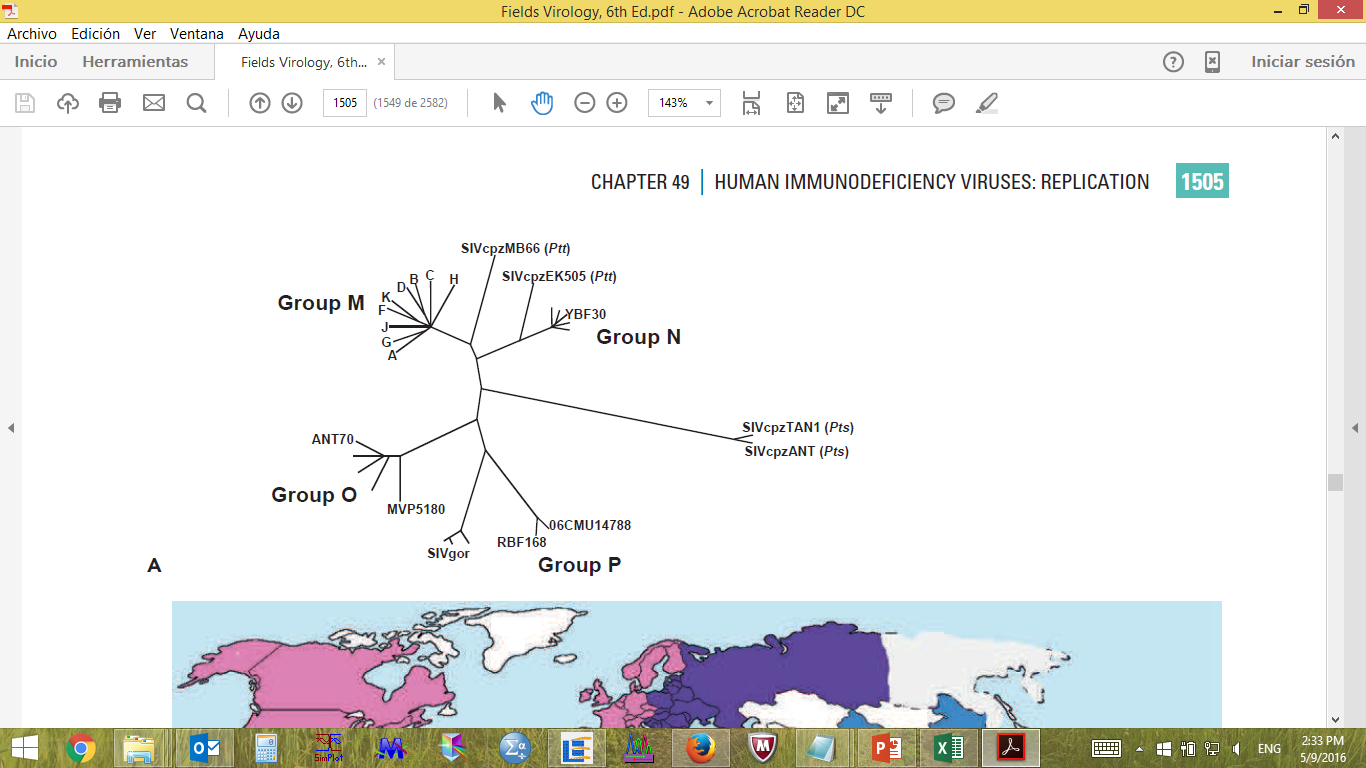 Fields Virology, 6th Ed.pdf - Adobe Acrobat Reader DC
Archivo Edición Ver Ventana Ayuda
Inicio Herramientas Fields Virology, 6th... × Iniciar sesión
1505 (1549 de 2582) 143%
CHAPTER 49 | HUMAN IMMUNODEFICIENCY VIRUSES: REPLICATION 1505
SIVcpzMB66 (Ptt)
SIVcpzEK505 (Ptt)
C
B
H
D
K
Group M
F
YBF30
J
Group N
G
A
SIVcpzTAN1 (Pts)
ANT70
SIVcpzANT (Pts)
Group O
MVP5180
06CMU14788
RBF168
SIVgor
Group P
A
SimPlot
ENG
2:33 PM
5/9/2016